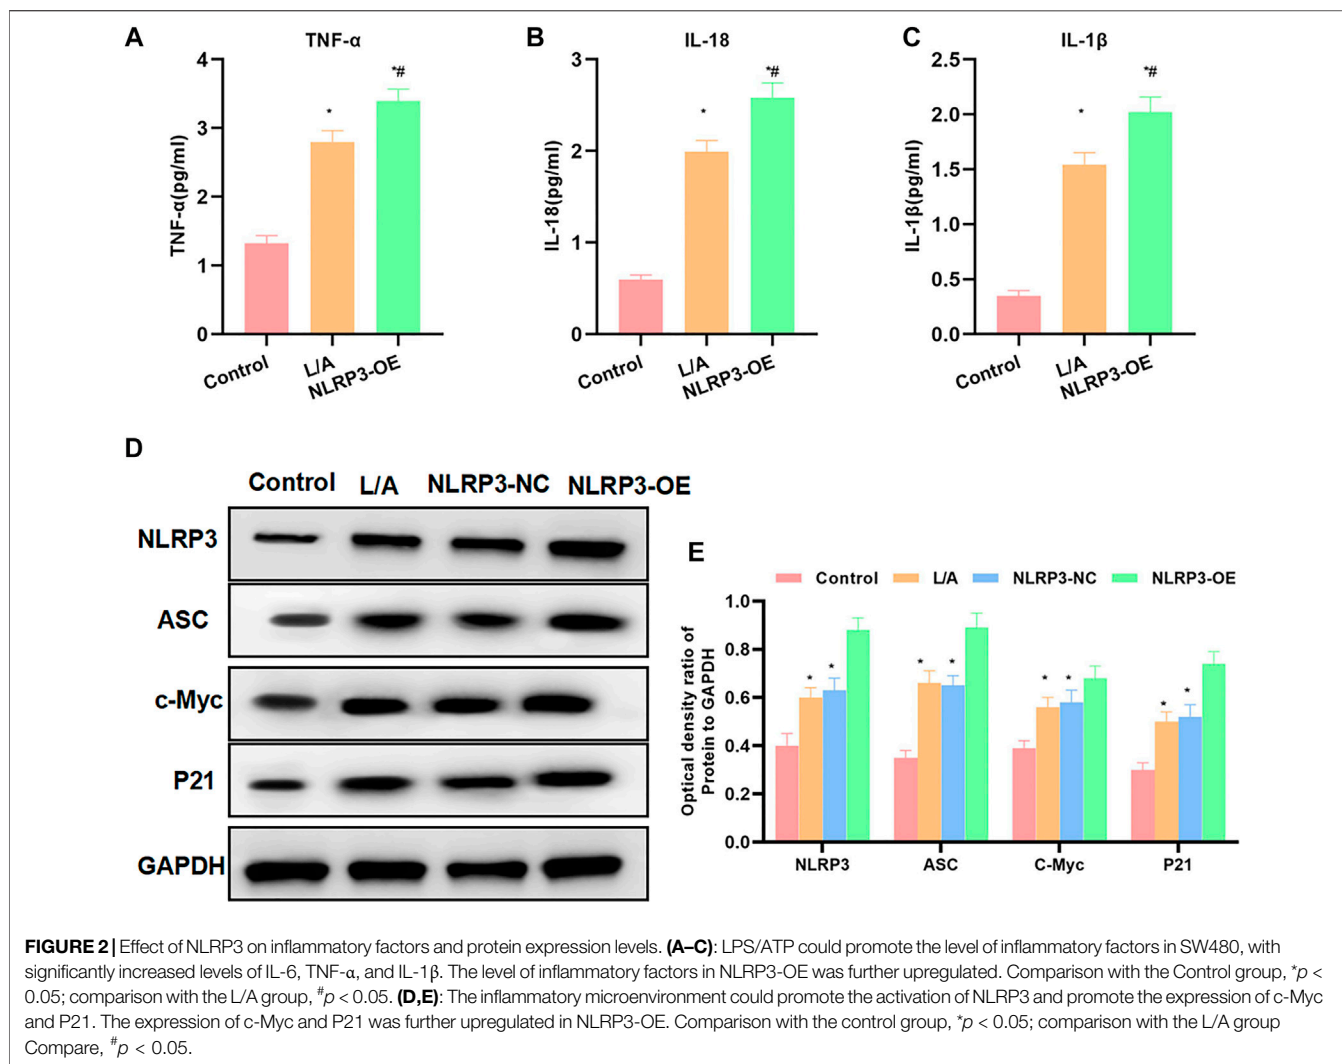 A
TNF-α
4
3
2
1
0
TNF-α(pg/ml)
*
*#
Control
L/A
NLRP3-OE
B
IL-18
3
2
1
0
IL-18(pg/ml)
*
*#
Control
L/A
NLRP3-OE
C
IL-1β
2.5
2.0
1.5
1.0
0.5
0.0
IL-1β(pg/ml)
*
*#
Control
L/A
NLRP3-OE
D
Control L/A NLRP3-NC NLRP3-OE
NLRP3
ASC
c-Myc
P21
GAPDH
E
Control L/A NLRP3-NC NLRP3-OE
Optical density ratio of
Protein to GAPDH
1.0
0.8
0.6
0.4
0.2
0.0
* *
* *
* *
* *
NLRP3 ASC C-Myc P21
FIGURE 2 | Effect of NLRP3 on inflammatory factors and protein expression levels. (A–C): LPS/ATP could promote the level of inflammatory factors in SW480, with
significantly increased levels of IL-6, TNF-α, and IL-1β. The level of inflammatory factors in NLRP3-OE was further upregulated. Comparison with the Control group, *p <
0.05; comparison with the L/A group, #p < 0.05. (D,E): The inflammatory microenvironment could promote the activation of NLRP3 and promote the expression of c-Myc
and P21. The expression of c-Myc and P21 was further upregulated in NLRP3-OE. Comparison with the control group, *p < 0.05; comparison with the L/A group
Compare, #p < 0.05.